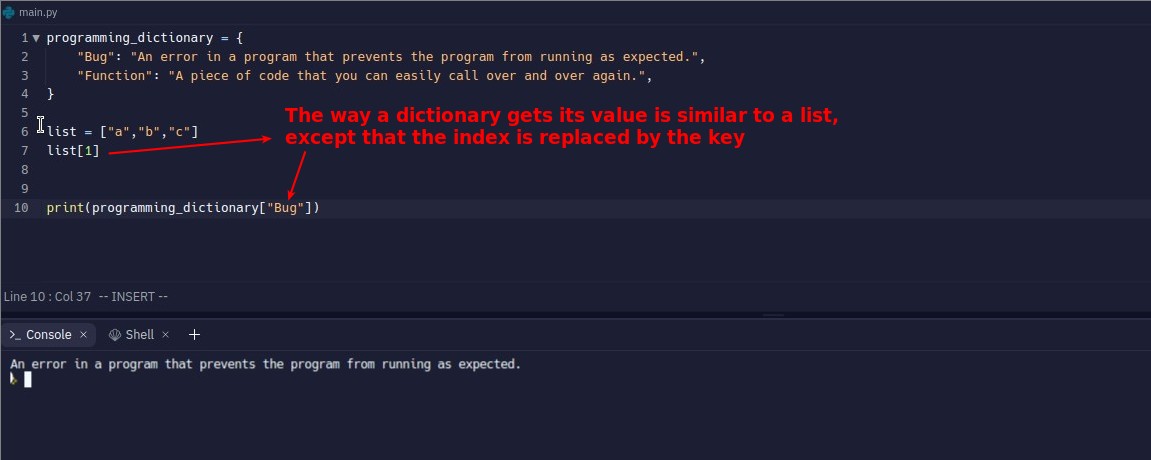 main.py
1 programming_dictionary = {
2     "Bug": "An error in a program that prevents the program from running as expected.",
3     "Function": "A piece of code that you can easily call over and over again.",
4 }
5
The way a dictionary gets its value is similar to a list,
except that the index is replaced by the key
6 list = ["a","b","c"]
7 list[1]
8
9
10 print(programming_dictionary["Bug"])
Line 10 : Col 37 -- INSERT --
>_ Console × Shell × +
An error in a program that prevents the program from running as expected.